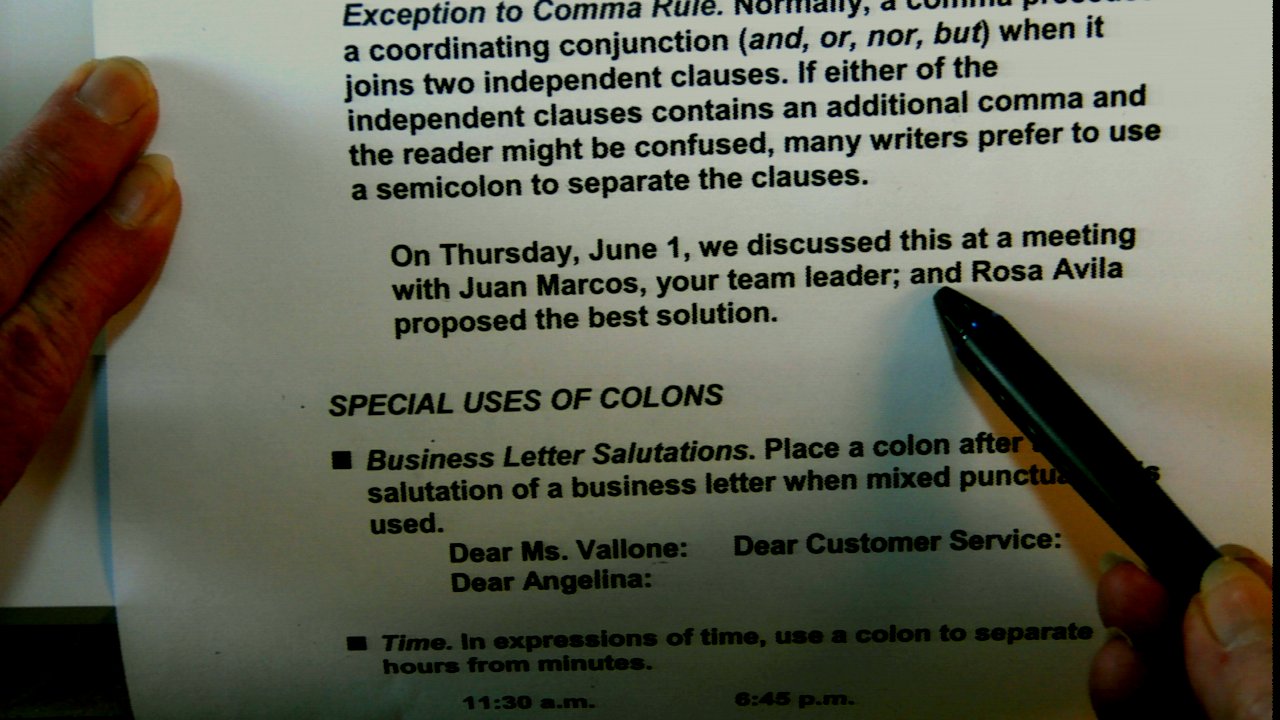 Exception to Comma Rule. Normally, a comma
a coordinating conjunction (and, or, nor, but) when it
joins two independent clauses. If either of the
independent clauses contains an additional comma and
the reader might be confused, many writers prefer to use
a semicolon to separate the clauses.
On Thursday, June 1, we discussed this at a meeting
with Juan Marcos, your team leader; and Rosa Avila
proposed the best solution.
SPECIAL USES OF COLONS
■ Business Letter Salutations. Place a colon after
salutation of a business letter when mixed
used.
Dear Ms. Vallone: Dear Customer Service:
Dear Angelina:
■ Time. In expressions of time, use a colon to separate
hours from minutes.
11:30 a.m. 6:45 p.m.